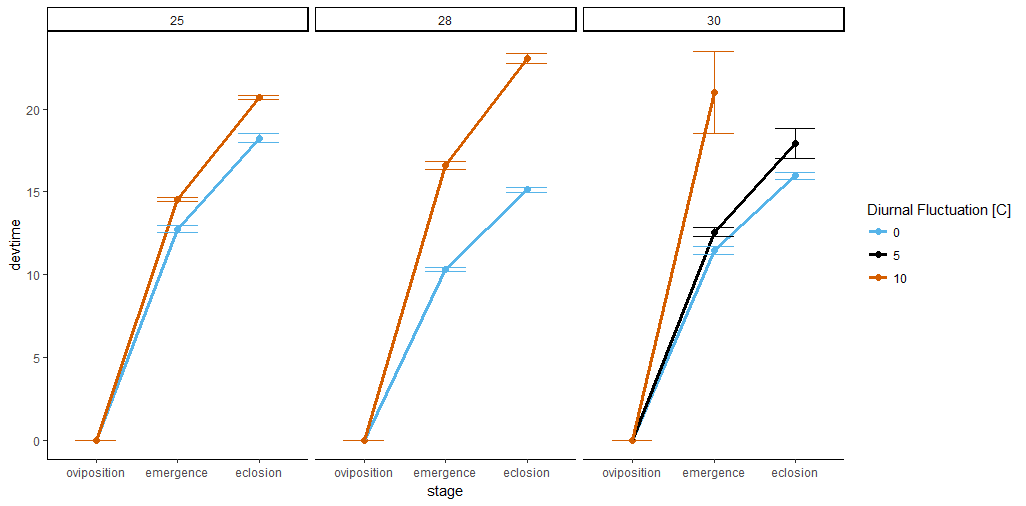 25 28 30
devtime
20
15
10
5
0
oviposition emergence eclosion oviposition emergence eclosion oviposition emergence eclosion
stage
Diurnal Fluctuation [C]
0
5
10